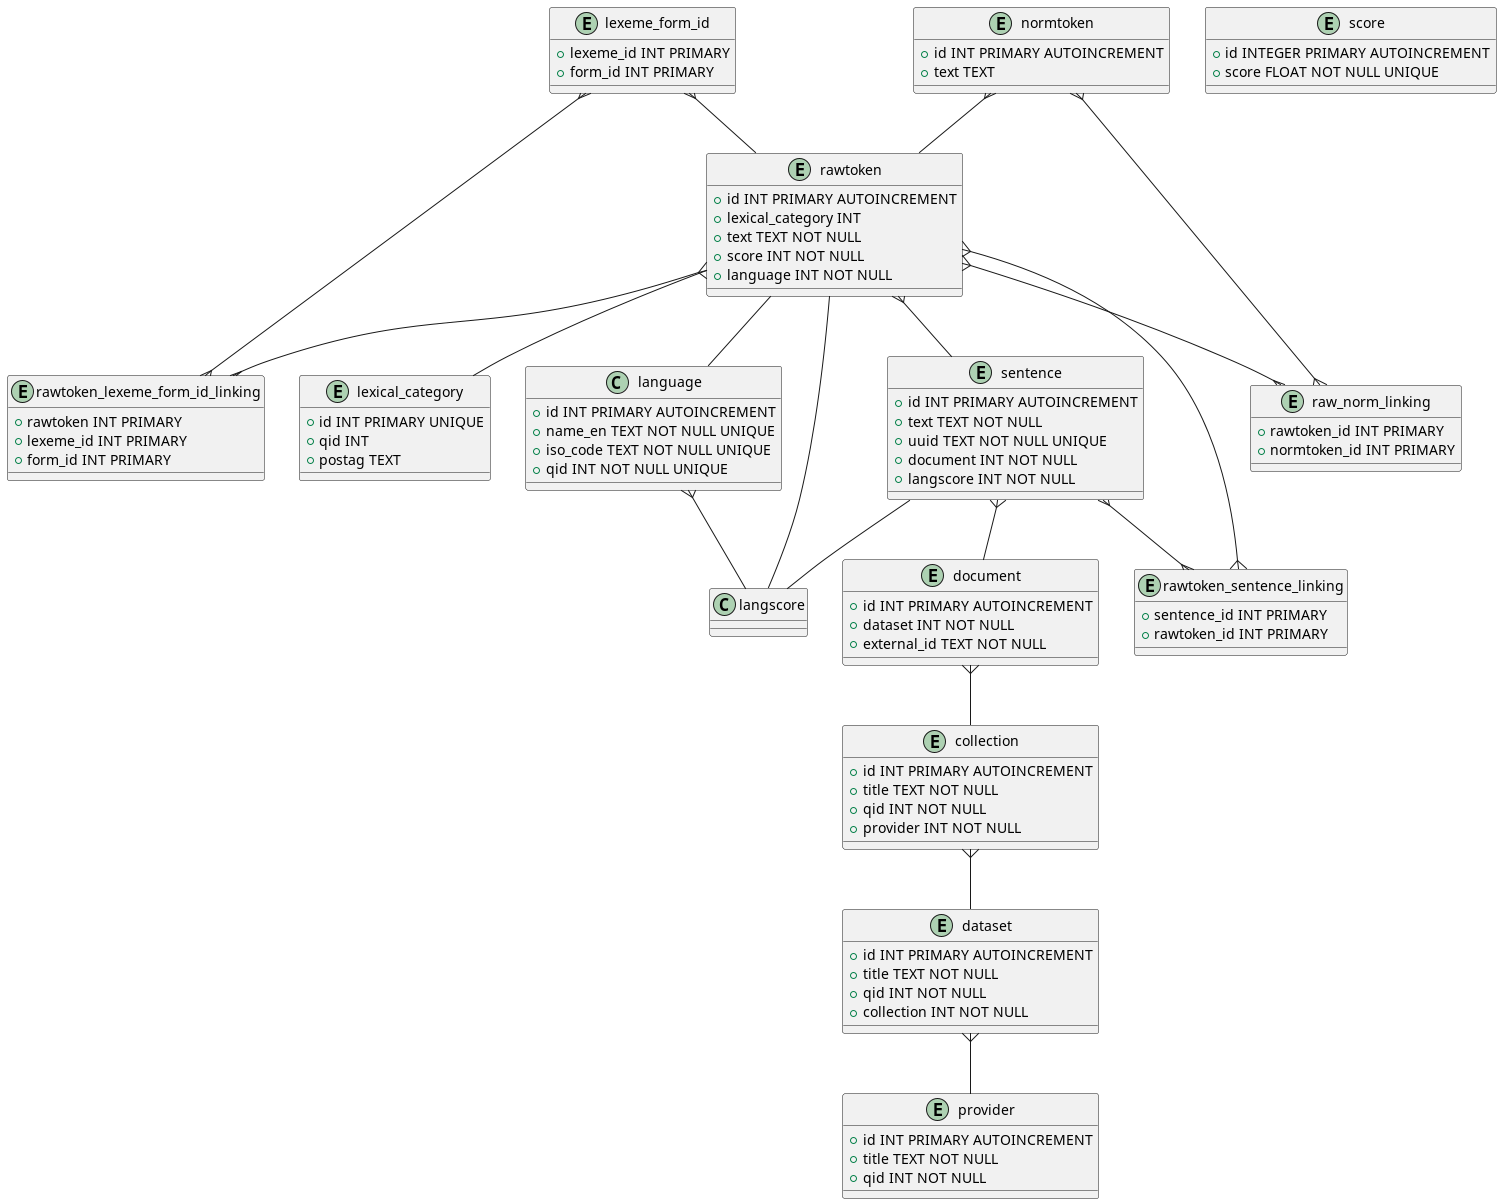 E lexeme_form_id
lexeme_id INT PRIMARY
form_id INT PRIMARY
E normtoken
id INT PRIMARY AUTOINCREMENT
text TEXT
E score
id INTEGER PRIMARY AUTOINCREMENT
score FLOAT NOT NULL UNIQUE
E rawtoken
id INT PRIMARY AUTOINCREMENT
lexical_category INT
text TEXT NOT NULL
score INT NOT NULL
language INT NOT NULL
E rawtoken_lexeme_form_id_linking
rawtoken INT PRIMARY
lexeme_id INT PRIMARY
form_id INT PRIMARY
E lexical_category
id INT PRIMARY UNIQUE
qid INT
postag TEXT
C language
id INT PRIMARY AUTOINCREMENT
name_en TEXT NOT NULL UNIQUE
iso_code TEXT NOT NULL UNIQUE
qid INT NOT NULL UNIQUE
E sentence
id INT PRIMARY AUTOINCREMENT
text TEXT NOT NULL
uuid TEXT NOT NULL UNIQUE
document INT NOT NULL
langscore INT NOT NULL
E raw_norm_linking
rawtoken_id INT PRIMARY
normtoken_id INT PRIMARY
C langscore
E document
id INT PRIMARY AUTOINCREMENT
dataset INT NOT NULL
external_id TEXT NOT NULL
E rawtoken_sentence_linking
sentence_id INT PRIMARY
rawtoken_id INT PRIMARY
E collection
id INT PRIMARY AUTOINCREMENT
title TEXT NOT NULL
qid INT NOT NULL
provider INT NOT NULL
E dataset
id INT PRIMARY AUTOINCREMENT
title TEXT NOT NULL
qid INT NOT NULL
collection INT NOT NULL
E provider
id INT PRIMARY AUTOINCREMENT
title TEXT NOT NULL
qid INT NOT NULL